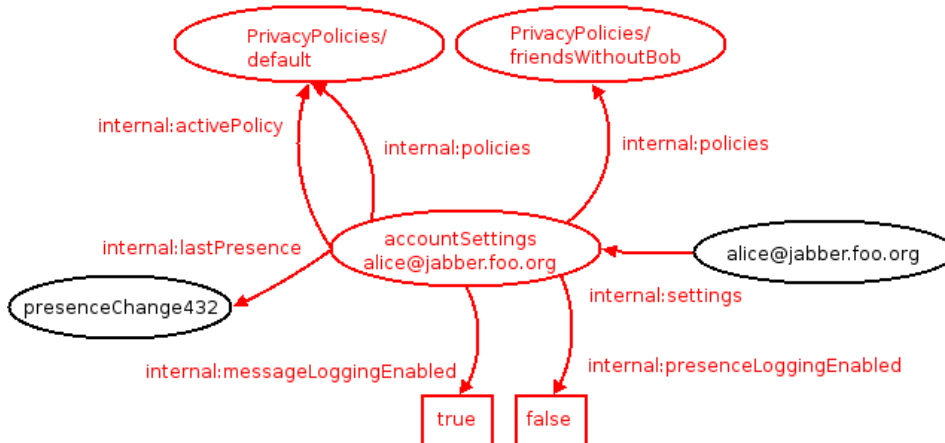 PrivacyPolicies/
default
PrivacyPolicies/
friendsWithoutBob
internal:activePolicy
internal:policies
internal:policies
internal:lastPresence
accountSettings
alice@jabber.foo.org
alice@jabber.foo.org
internal:settings
presenceChange432
internal:messageLoggingEnabled
internal:presenceLoggingEnabled
true
false